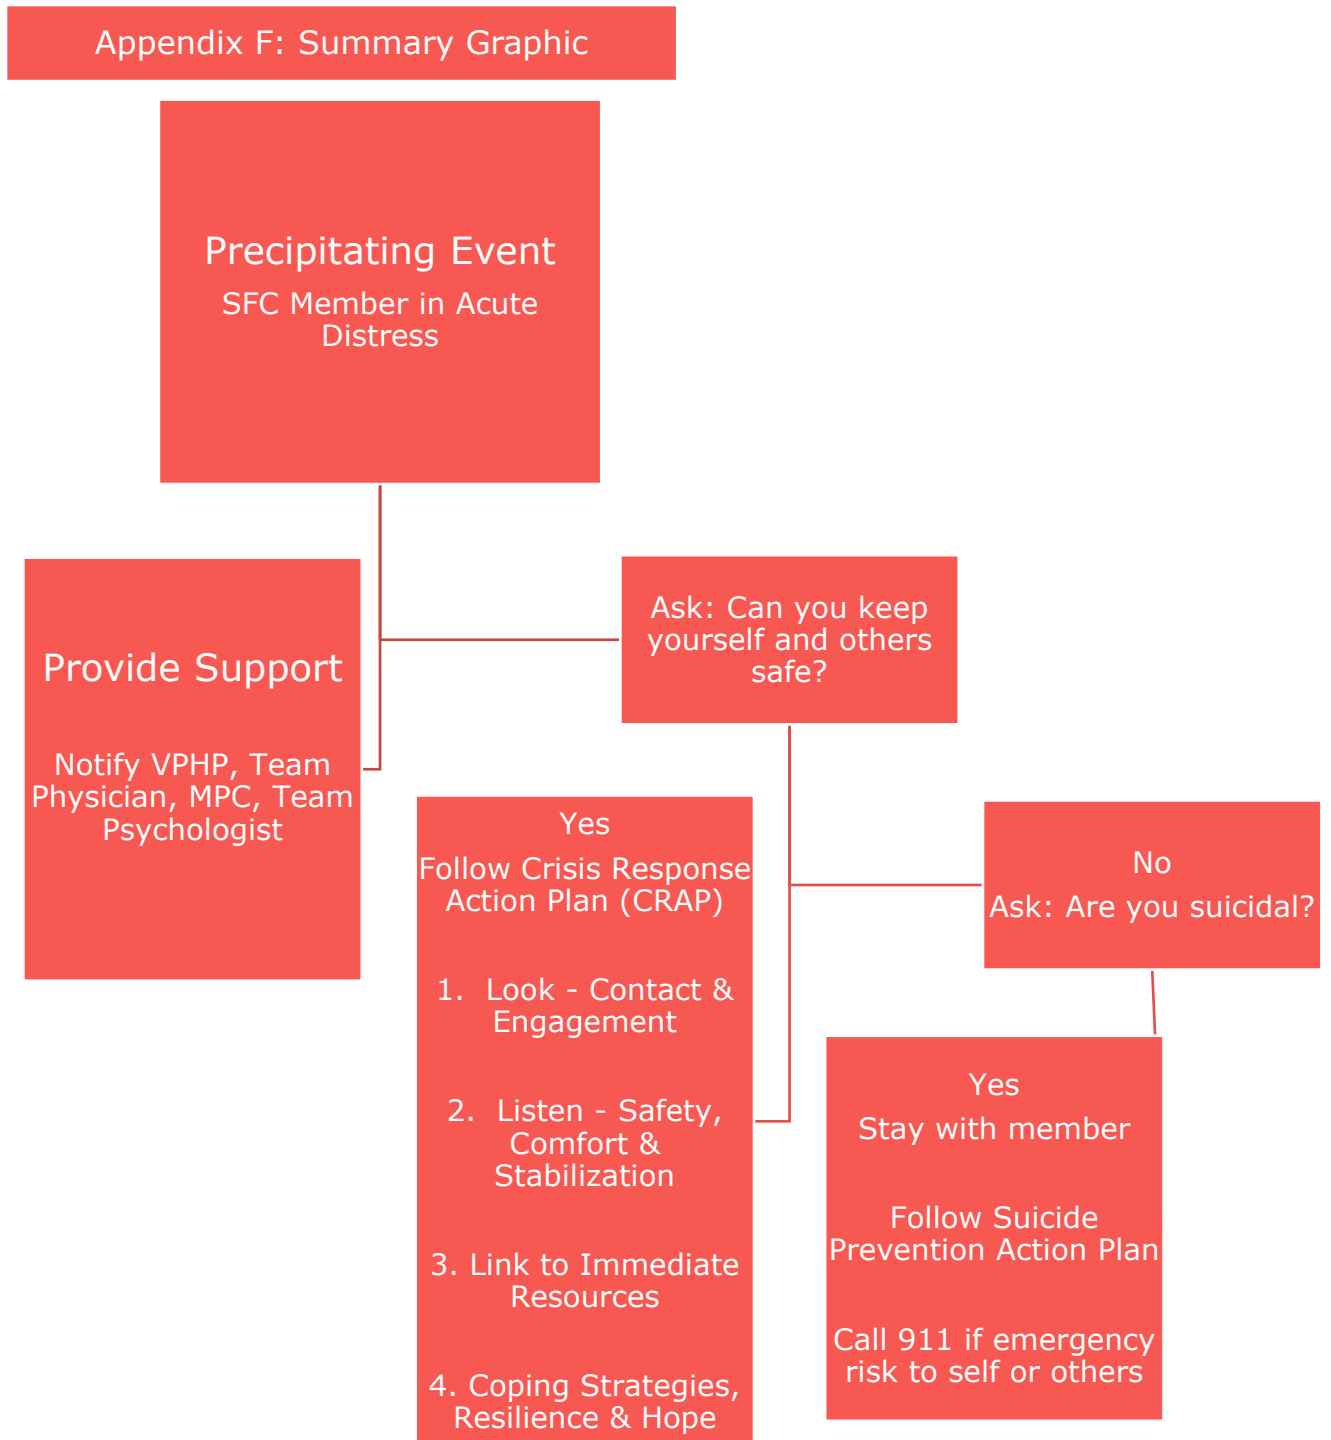 Appendix F: Summary Graphic
Precipitating Event
SFC Member in Acute
Distress
Provide Support
Notify VPHP, Team
Physician, MPC, Team
Psychologist
Ask: Can you keep
yourself and others
safe?
Yes
Follow Crisis Response
Action Plan (CRAP)
1. Look - Contact &
Engagement
2. Listen - Safety,
Comfort &
Stabilization
3. Link to Immediate
Resources
4. Coping Strategies,
Resilience & Hope
No
Ask: Are you suicidal?
Yes
Stay with member
Follow Suicide
Prevention Action Plan
Call 911 if emergency
risk to self or others